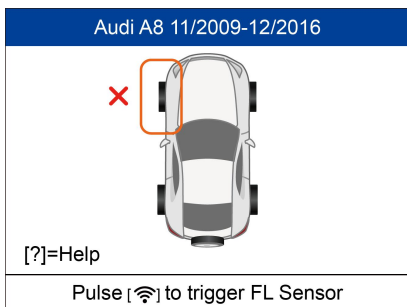 Audi A8 11/2009-12/2016
[?]=Help
Pulse [] to trigger FL Sensor